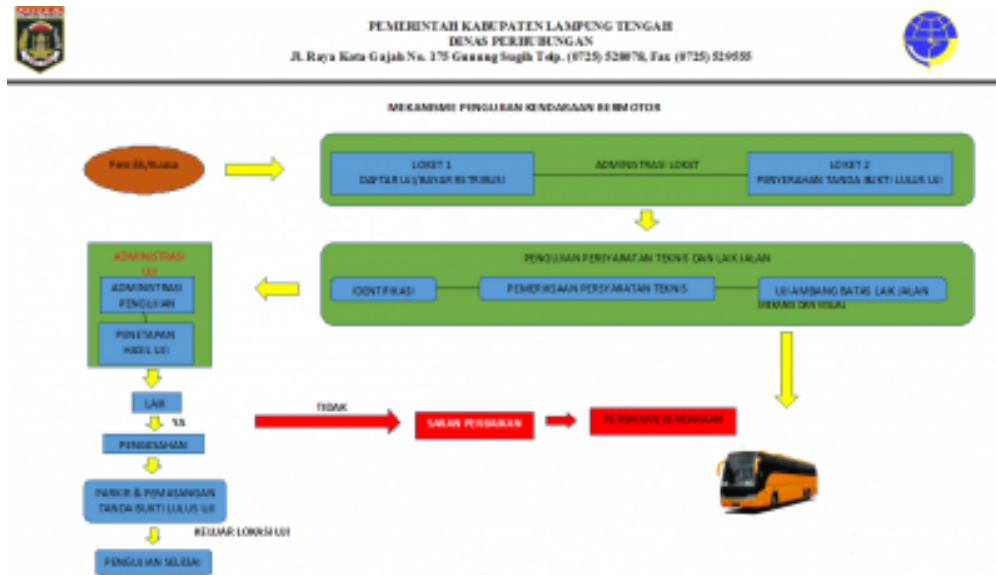 PEMERINTAH KABUPATEN LAMPUNG TENGAH
DINAS PERHUBUNGAN
Jl. Raya Kota Gajah No. 175 Gunung Sugih Telp. (0725) 528078, Fax (0725) 529555
MEKANISME PENGUJIAN KENDARAAN BERMOTOR
Pemilik/Kuasa
LOKET 1
DAFTAR UJI/BAYAR RETRIBUSI
ADMINISTRASI LOKET
LOKET 2
PENYERAHAN TANDA BUKTI LULUS UJI
PENGUJIAN PERSYARATAN TEKNIS DAN LAIK JALAN
IDENTIFIKASI
PEMERIKSAAN PERSYARATAN TEKNIS
UJI AMBANG BATAS LAIK JALAN
MEKANIS DAN VISUAL
ADMINISTRASI
UJI
ADMINISTRASI
PENGUJIAN
PENETAPAN
HASIL UJI
LAIK
YA
TIDAK
SARAN PERBAIKAN
PERBAIKAN KENDARAAN
PENGESAHAN
PARKIR & PEMASANGAN
TANDA BUKTI LULUS UJI
KELUAR LOKASI UJI
PENGUJIAN SELESAI